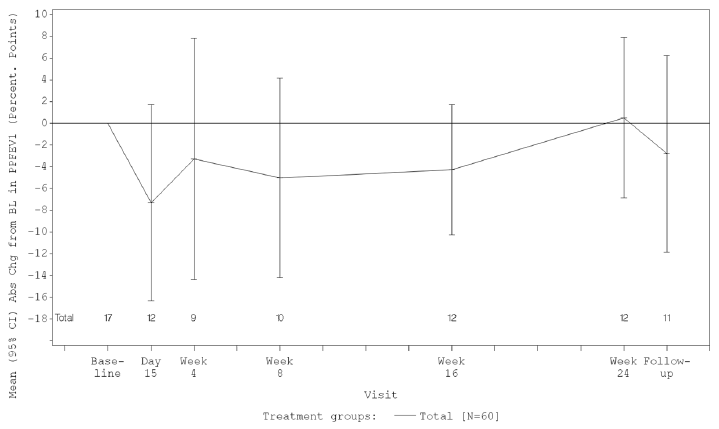 Mean (95% CI) Abs Chg from BL in PPFEV1 (Percent. Points)
10
8
6
4
2
0
-2
-4
-6
-8
-10
-12
-14
-16
-18
Total 17 12 9 10 12 12 11
Base- Day Week Week Week Week Follow-
line 15 4 8 16 24 up
Visit
Treatment groups: Total [N=60]